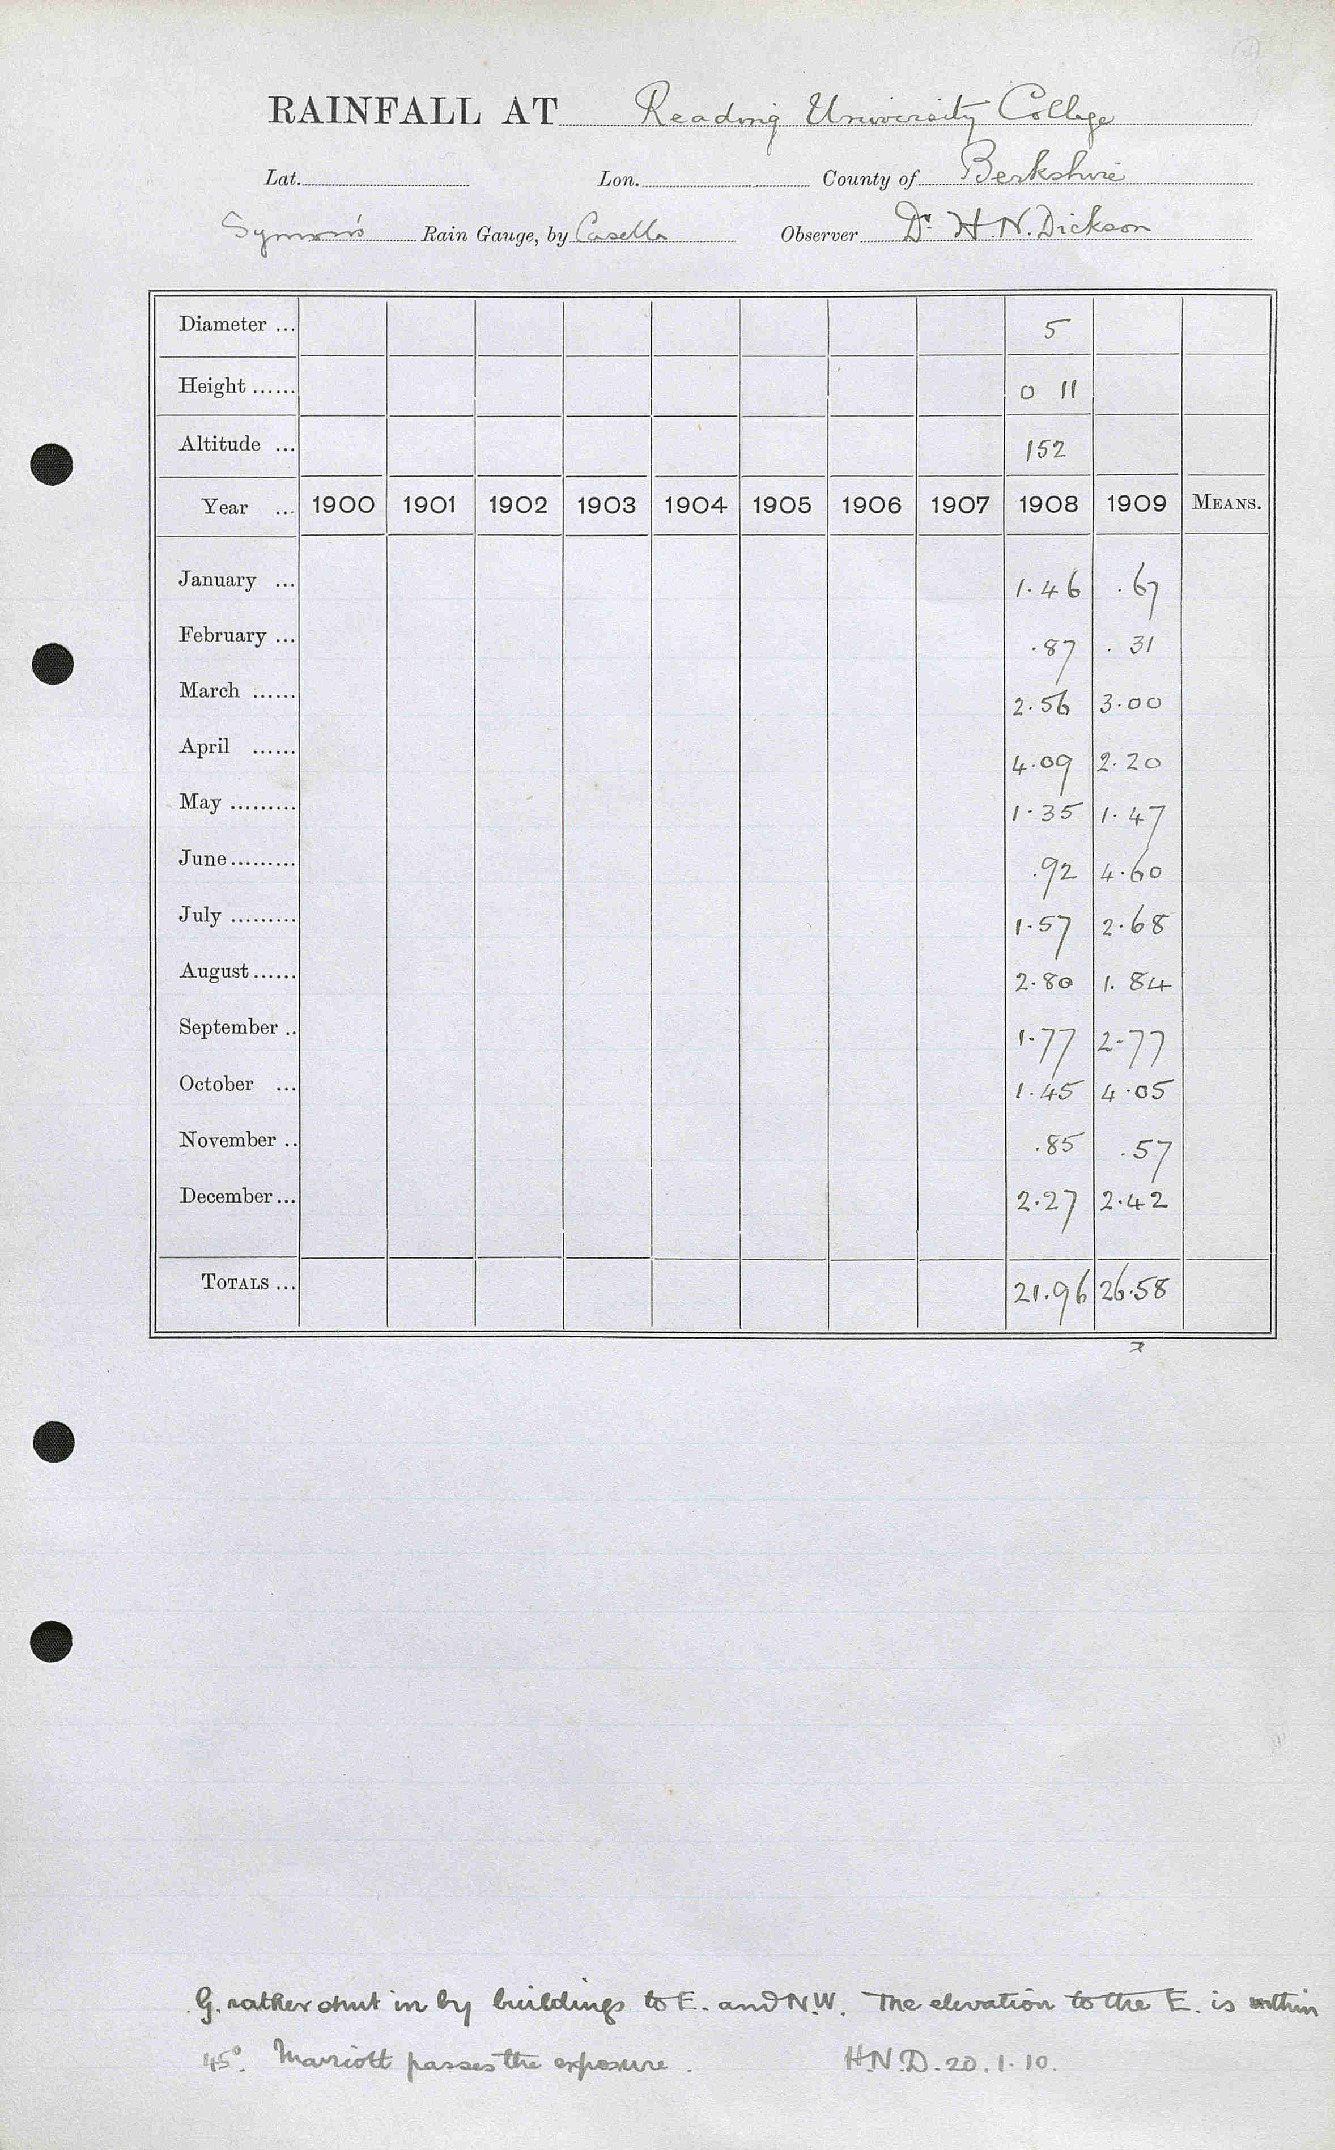 RAINFALL AT Reading University College
Lat. Lon. County of Berkshire
Symons's Rain Gauge, by Casella Observer Dr. H. N. Dickson
Diameter ... 5
Height ...... 0 11
Altitude ... 152
Year ... 1900 1901 1902 1903 1904 1905 1906 1907 1908 1909 MEANS.
January ... 1.46 .67
February ... .87 .31
March ...... 2.56 3.00
April ...... 4.09 2.20
May ......... 1.35 1.47
June ......... .92 4.60
July ......... 1.57 2.68
August ...... 2.80 1.84
September .. 1.77 2.77
October ... 1.45 4.05
November .. .85 .57
December ... 2.27 2.42
TOTALS ... 21.96 26.58
x
G. rather shut in by buildings to E. and N.W. The elevation to the E. is within
45°. Marriott passes the exposure. H.N.D. 20.1.10.